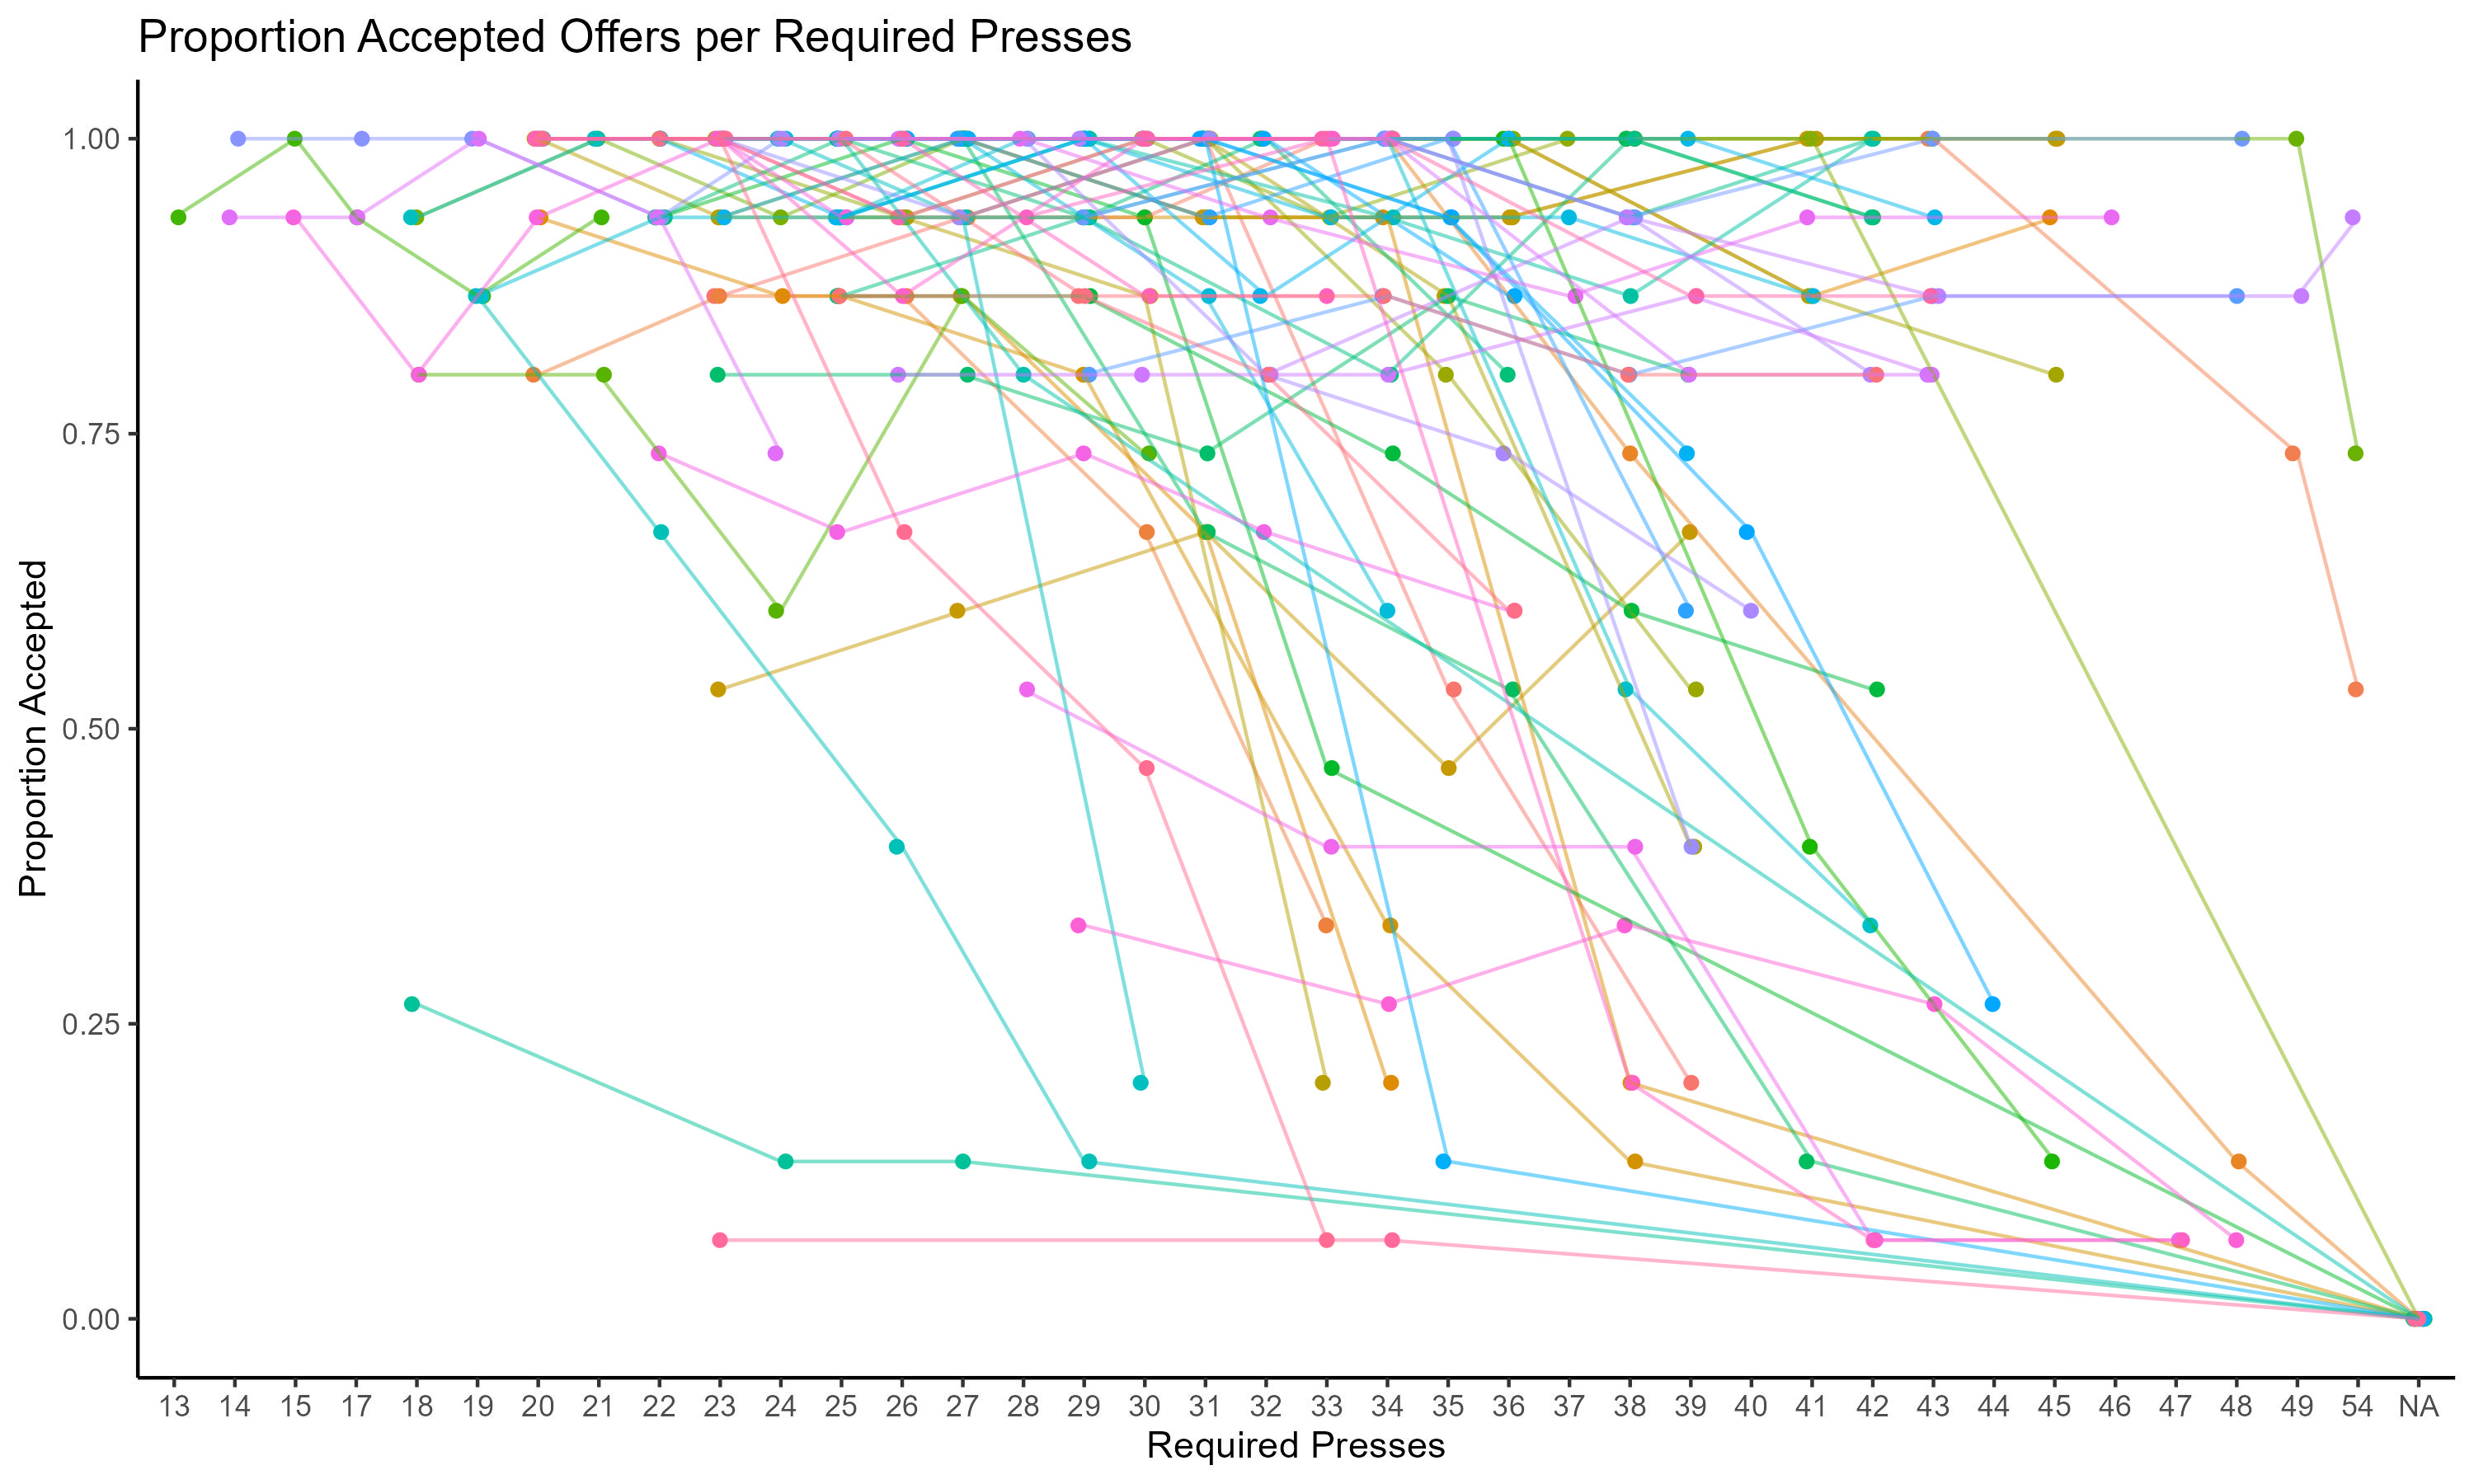 Proportion Accepted Offers per Required Presses
Proportion Accepted
1.00
0.75
0.50
0.25
0.00
13 14 15 17 18 19 20 21 22 23 24 25 26 27 28 29 30 31 32 33 34 35 36 37 38 39 40 41 42 43 44 45 46 47 48 49 54 NA
Required Presses